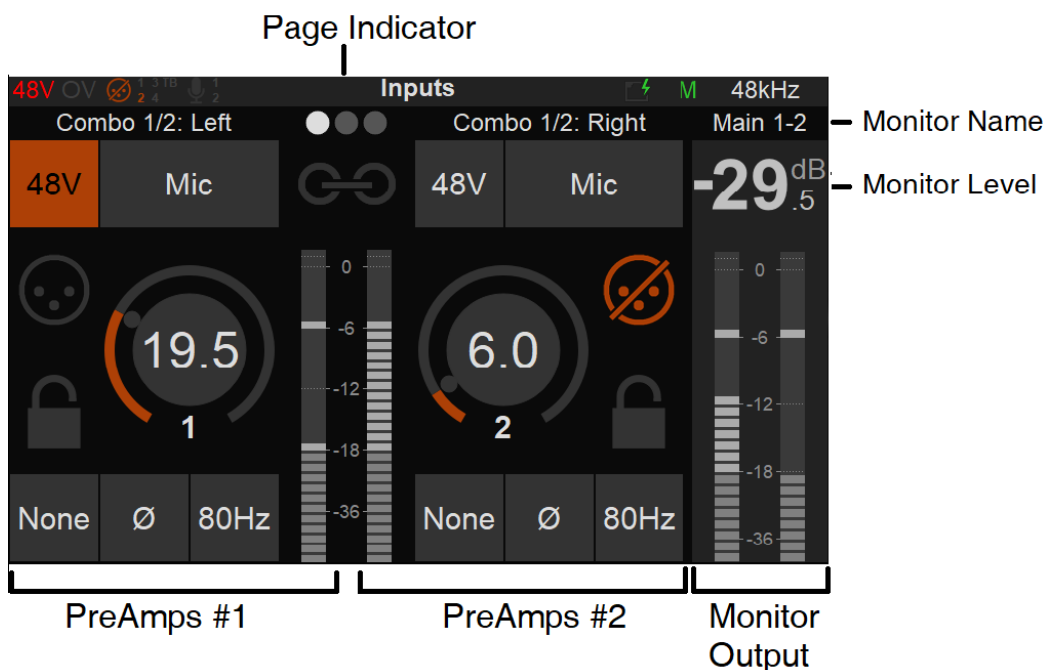 Page Indicator
48V OV 1 3 TB 2 4 1 2 Inputs M 48kHz
Combo 1/2: Left Combo 1/2: Right Main 1-2 Monitor Name
48V Mic 48V Mic -29.5 dB Monitor Level
0 0
-6 -6
19.5 6.0
-12 -12
1 2
-18 -18
None Ø 80Hz -36 None Ø 80Hz -36
PreAmps #1 PreAmps #2 Monitor
Output